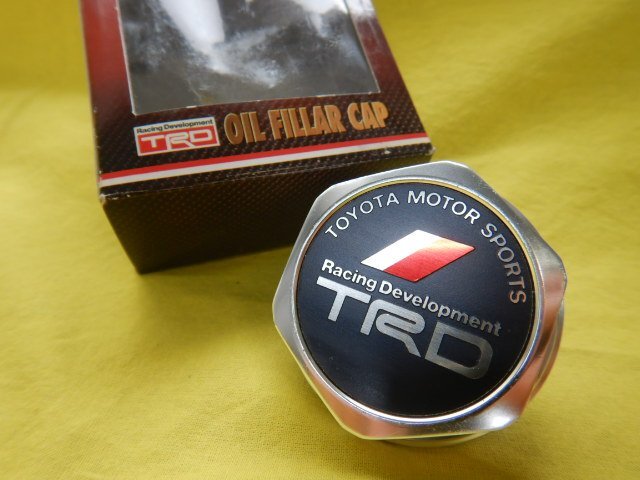 Racing Development
TRD
OIL FILLAR CAP
TOYOTA MOTOR SPORTS
Racing Development
TRD